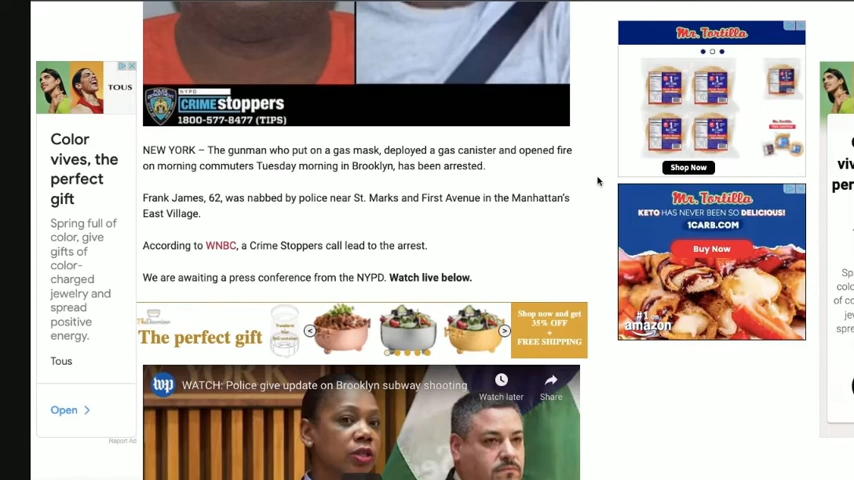 NYPD
CRIMEstoppers
1800-577-8477 (TIPS)
NEW YORK – The gunman who put on a gas mask, deployed a gas canister and opened fire
on morning commuters Tuesday morning in Brooklyn, has been arrested.
Frank James, 62, was nabbed by police near St. Marks and First Avenue in the Manhattan's
East Village.
According to WNBC, a Crime Stoppers call lead to the arrest.
We are awaiting a press conference from the NYPD. Watch live below.
The perfect gift
Shop now and get
35% OFF
+
FREE SHIPPING
wp
WATCH: Police give update on Brooklyn subway shooting
Watch later
Share
TOUS
Color
vives, the
perfect
gift
Spring full of
color, give
gifts of
color-
charged
jewelry and
spread
positive
energy.
Tous
Open
Report Ad
Mr. Tortilla
Shop Now
Mr. Tortilla
KETO HAS NEVER BEEN SO DELICIOUS!
1CARB.COM
Buy Now
#1 on
amazon